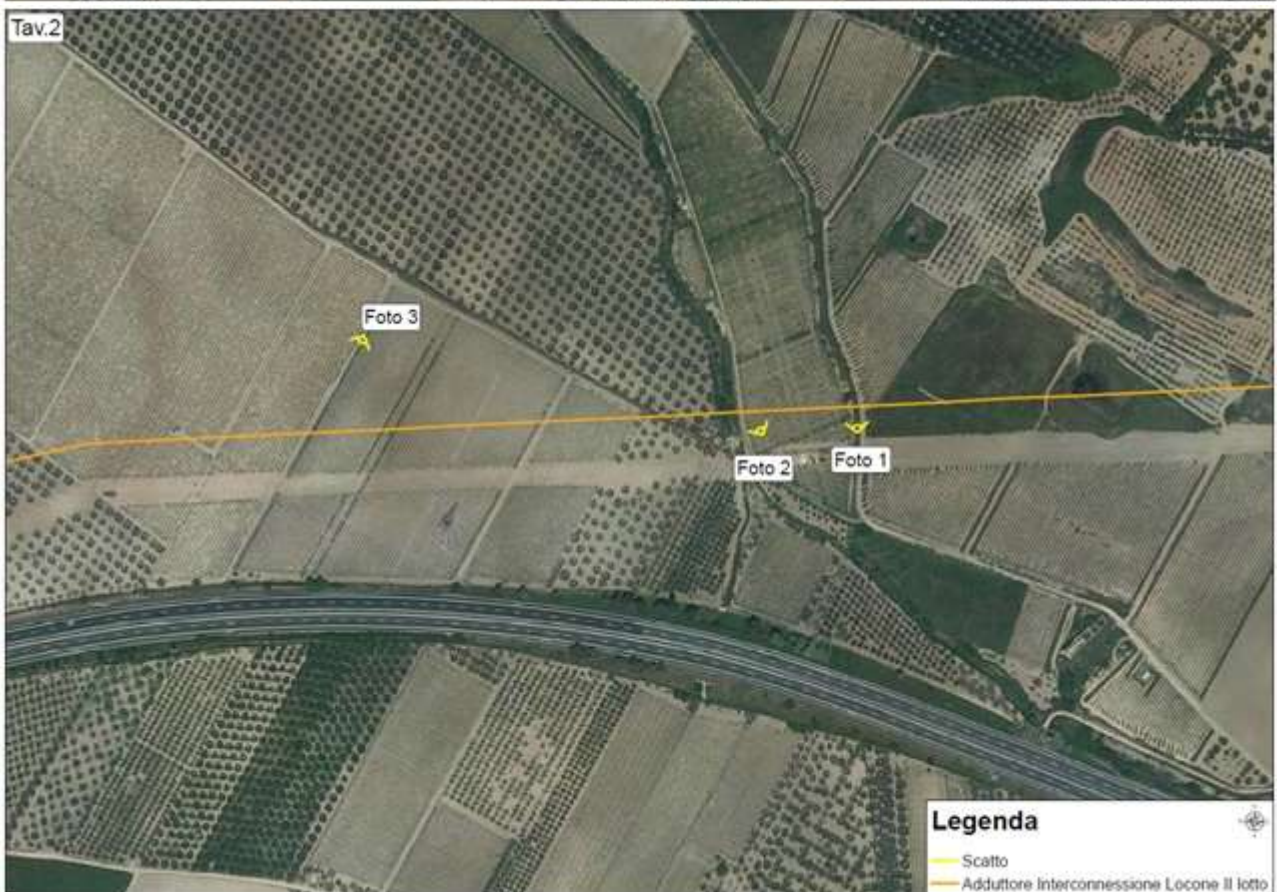 Tav.2
Foto 3
Foto 2
Foto 1
Legenda
Scatto
Adduttore Interconnessione Locone II lotto